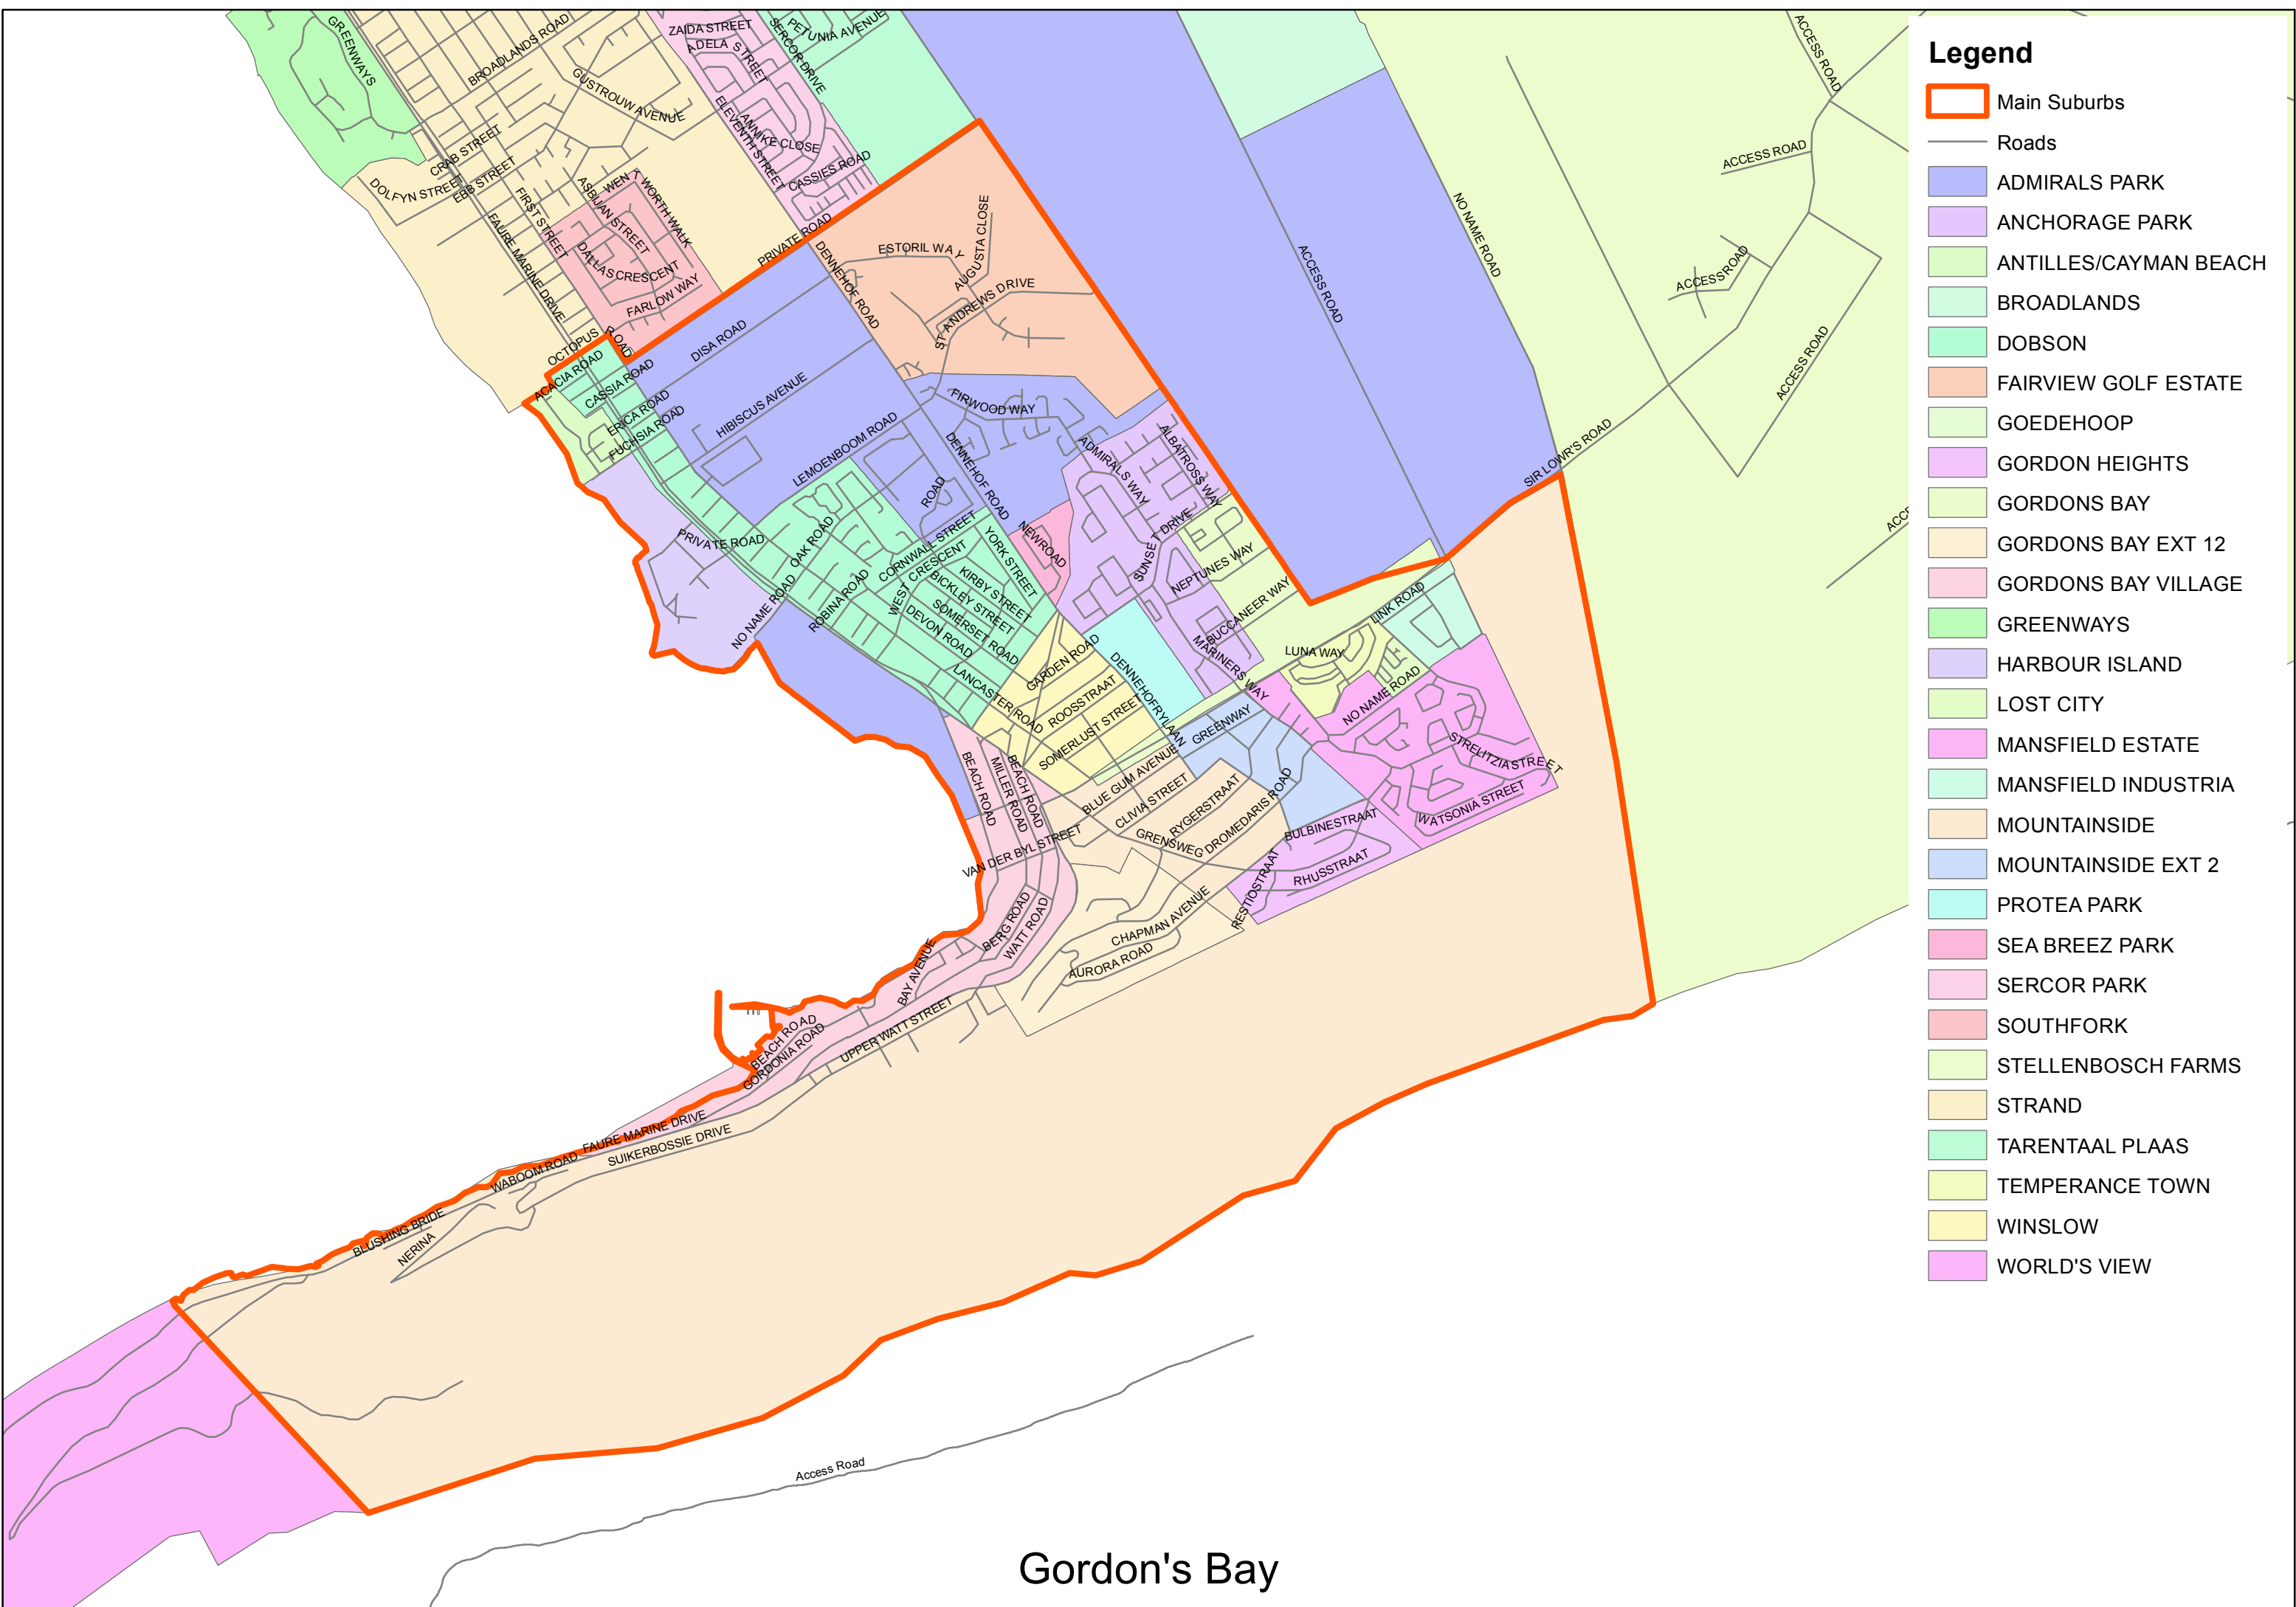 GREENWAYS
BROADLANDS ROAD
GUSTROUW AVENUE
ZAIDA STREET
ADELA STREET
SERCOR DRIVE
PETUNIA AVENUE
ELEVENTH STREET
ANNIKE CLOSE
CASSIES ROAD
CRAB STREET
DOLFYN STREET
EBB STREET
FIRST STREET
FAURE MARINE DRIVE
ASBUAN STREET
WENTWORTH WALK
DALLAS CRESCENT
FARLOW WAY
PRIVATE ROAD
OCTOPUS ROAD
ACACIA ROAD
CASSIA ROAD
ERICA ROAD
FUCHSIA ROAD
DISA ROAD
HIBISCUS AVENUE
DENNEHOF ROAD
ESTORIL WAY
AUGUSTA CLOSE
ST ANDREWS DRIVE
FIRWOOD WAY
LEMOENBOOM ROAD
DENNEHOF ROAD
ROAD
ADMIRALS WAY
ALBATROSS WAY
NEWROAD
SUNSET DRIVE
NEPTUNES WAY
BUCCANEER WAY
MARINERS WAY
PRIVATE ROAD
OAK ROAD
NO NAME ROAD
ROBINA ROAD
CORNWALL STREET
WEST CRESCENT
YORK STREET
KIRBY STREET
BICKLEY STREET
SOMERSET ROAD
DEVON ROAD
LANCASTER ROAD
GARDEN ROAD
ROOSSTRAAT
SOMERLUST STREET
DENNEHOFRYLAAN
LINK ROAD
LUNA WAY
NO NAME ROAD
GREENWAY
STRELITZIA STREET
WATSONIA STREET
BLUE GUM AVENUE
CLIVIA STREET
RYGERSTRAAT
DROMEDARIS ROAD
GRENSWEG
BULBINESTRAAT
RHUSSTRAAT
RESTIOSTRAAT
BEACH ROAD
MILLER ROAD
BEACH ROAD
VAN DER BYL STREET
CHAPMAN AVENUE
AURORA ROAD
BERG ROAD
WATT ROAD
BAY AVENUE
UPPER WATT STREET
BEACH ROAD
GORDONIA ROAD
FAURE MARINE DRIVE
SUIKERBOSSIE DRIVE
WABOOM ROAD
BLUSHING BRIDE
NERINA
ACCESS ROAD
NO NAME ROAD
ACCESS ROAD
ACCESS ROAD
ACCESS ROAD
ACCESS ROAD
SIR LOWR'S ROAD
Access Road
Gordon's Bay
Legend
Main Suburbs
Roads
ADMIRALS PARK
ANCHORAGE PARK
ANTILLES/CAYMAN BEACH
BROADLANDS
DOBSON
FAIRVIEW GOLF ESTATE
GOEDEHOOP
GORDON HEIGHTS
GORDONS BAY
GORDONS BAY EXT 12
GORDONS BAY VILLAGE
GREENWAYS
HARBOUR ISLAND
LOST CITY
MANSFIELD ESTATE
MANSFIELD INDUSTRIA
MOUNTAINSIDE
MOUNTAINSIDE EXT 2
PROTEA PARK
SEA BREEZ PARK
SERCOR PARK
SOUTHFORK
STELLENBOSCH FARMS
STRAND
TARENTAAL PLAAS
TEMPERANCE TOWN
WINSLOW
WORLD'S VIEW